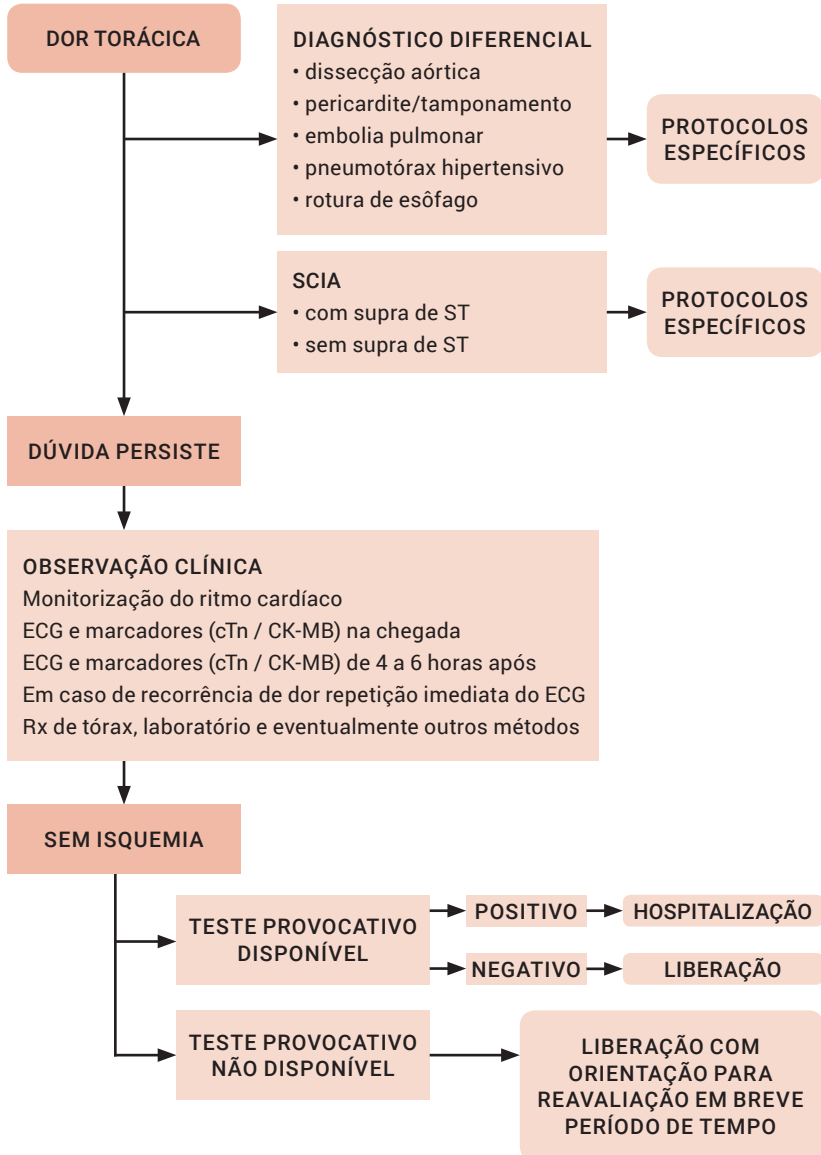 DOR TORÁCICA
DIAGNÓSTICO DIFERENCIAL
• dissecção aórtica
• pericardite/tamponamento
• embolia pulmonar
• pneumotórax hipertensivo
• rotura de esôfago
PROTOCOLOS
ESPECÍFICOS
SCIA
• com supra de ST
• sem supra de ST
PROTOCOLOS
ESPECÍFICOS
DÚVIDA PERSISTE
OBSERVAÇÃO CLÍNICA
Monitorização do ritmo cardíaco
ECG e marcadores (cTn / CK-MB) na chegada
ECG e marcadores (cTn / CK-MB) de 4 a 6 horas após
Em caso de recorrência de dor repetição imediata do ECG
Rx de tórax, laboratório e eventualmente outros métodos
SEM ISQUEMIA
TESTE PROVOCATIVO
DISPONÍVEL
POSITIVO
HOSPITALIZAÇÃO
NEGATIVO
LIBERAÇÃO
TESTE PROVOCATIVO
NÃO DISPONÍVEL
LIBERAÇÃO COM
ORIENTAÇÃO PARA
REAVALIAÇÃO EM BREVE
PERÍODO DE TEMPO